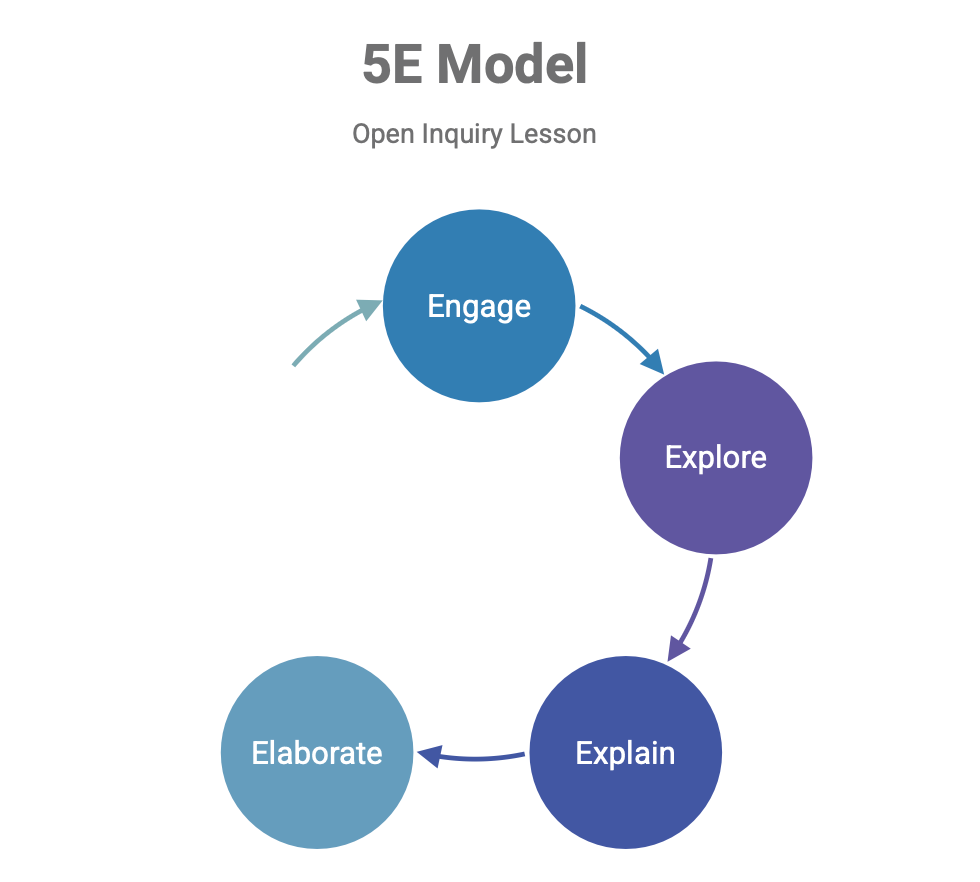 5E Model
Open Inquiry Lesson
Engage
Explore
Explain
Elaborate